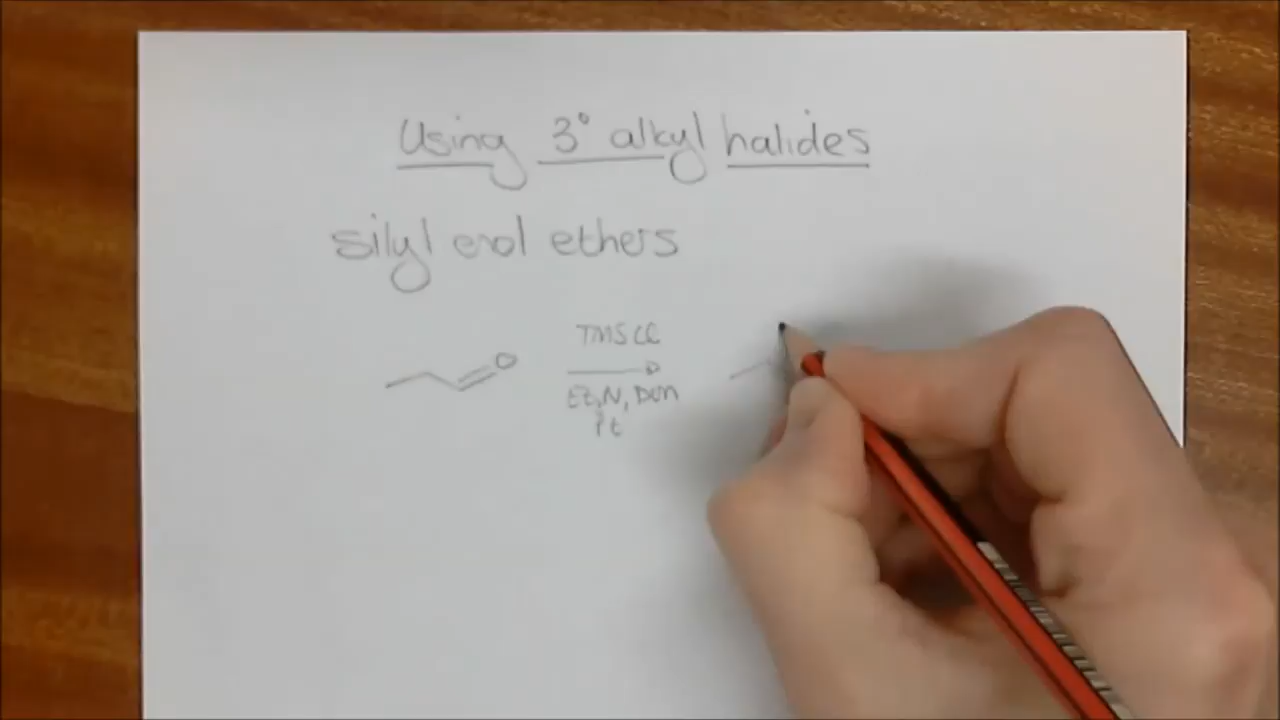 Using 3° alkyl halides
silyl enol ethers
O
TMSCl
Et₃N, DCM
rt